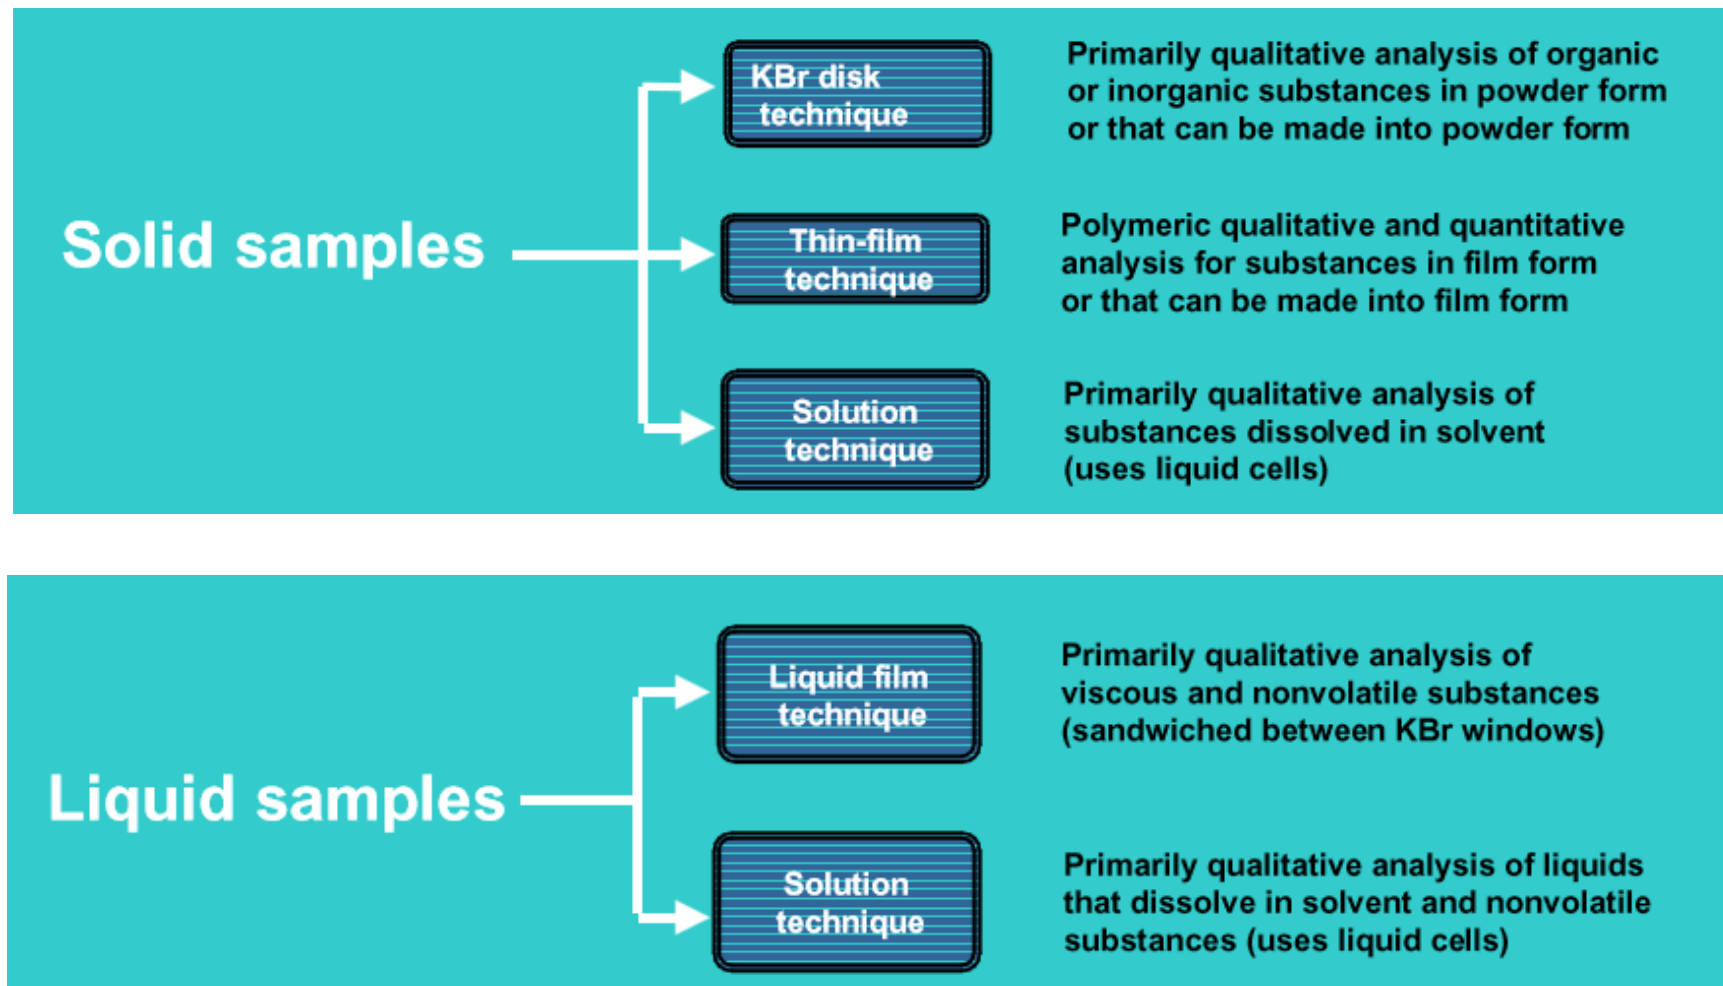 KBr disk
technique
Primarily qualitative analysis of organic
or inorganic substances in powder form
or that can be made into powder form
Solid samples
Thin-film
technique
Polymeric qualitative and quantitative
analysis for substances in film form
or that can be made into film form
Solution
technique
Primarily qualitative analysis of
substances dissolved in solvent
(uses liquid cells)
Liquid film
technique
Primarily qualitative analysis of
viscous and nonvolatile substances
(sandwiched between KBr windows)
Liquid samples
Solution
technique
Primarily qualitative analysis of liquids
that dissolve in solvent and nonvolatile
substances (uses liquid cells)